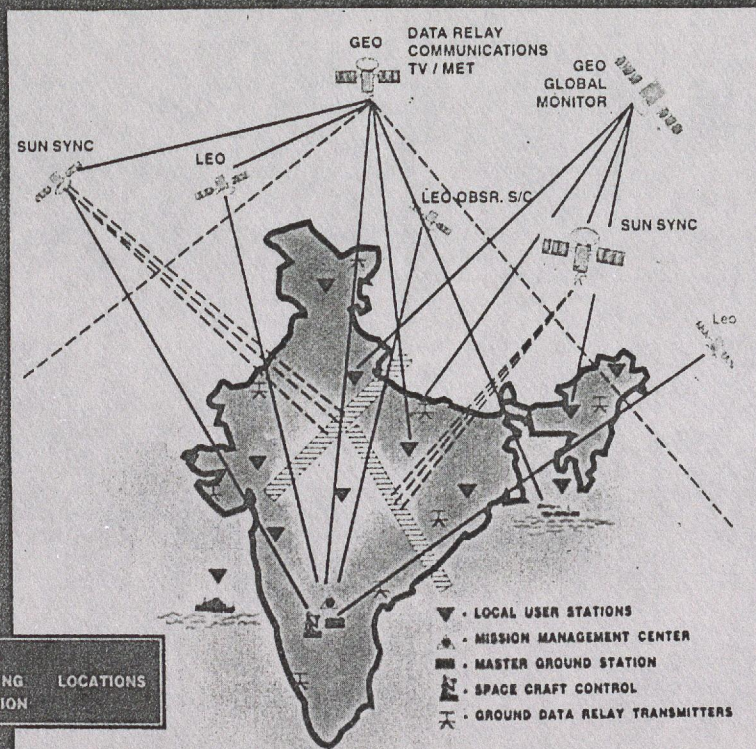 GEO
DATA RELAY
COMMUNICATIONS
TV / MET
GEO
GLOBAL
MONITOR
SUN SYNC
LEO
LEO OBSR. S/C
SUN SYNC
Leo
▼ - LOCAL USER STATIONS
- MISSION MANAGEMENT CENTER
- MASTER GROUND STATION
- SPACE CRAFT CONTROL
- GROUND DATA RELAY TRANSMITTERS
NG LOCATIONS
ION